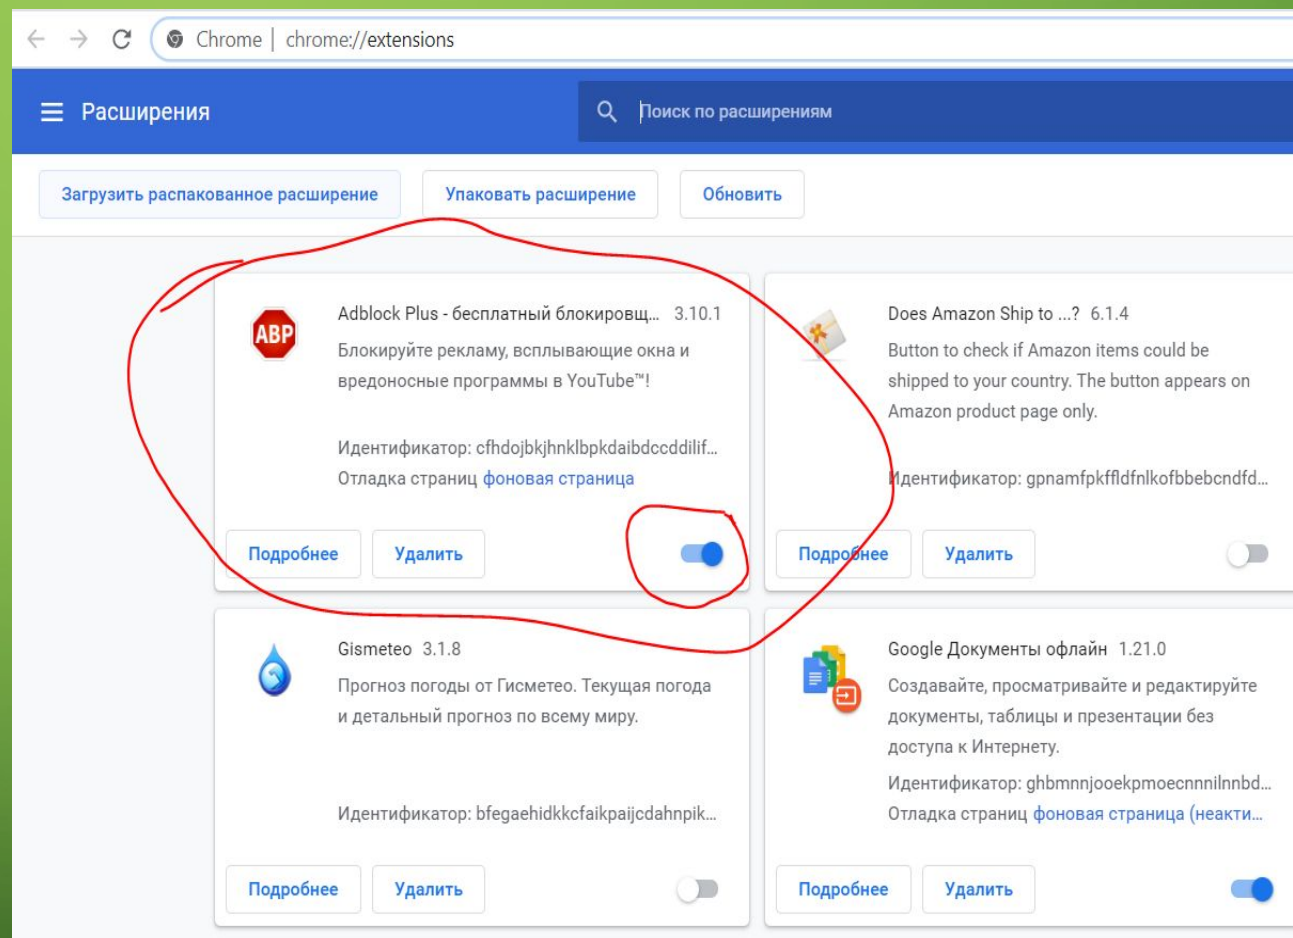 Chrome | chrome://extensions
Расширения
Поиск по расширениям
Загрузить распакованное расширение
Упаковать расширение
Обновить
ABP
Adblock Plus - бесплатный блокировщ... 3.10.1
Блокируйте рекламу, всплывающие окна и
вредоносные программы в YouTube™!
Идентификатор: cfhdojbkjhnklbpkdaibdccddilif...
Отладка страниц фоновая страница
Подробнее
Удалить
Does Amazon Ship to ...? 6.1.4
Button to check if Amazon items could be
shipped to your country. The button appears on
Amazon product page only.
Идентификатор: gpnamfpkffldfnlkofbbebcndfd...
Подробнее
Удалить
Gismeteo 3.1.8
Прогноз погоды от Гисметео. Текущая погода
и детальный прогноз по всему миру.
Идентификатор: bfegaehidkkcfaikpaijcdahnpik...
Подробнее
Удалить
Google Документы офлайн 1.21.0
Создавайте, просматривайте и редактируйте
документы, таблицы и презентации без
доступа к Интернету.
Идентификатор: ghbmnnjooekpmoecnnnilnnbd...
Отладка страниц фоновая страница (неакти...
Подробнее
Удалить